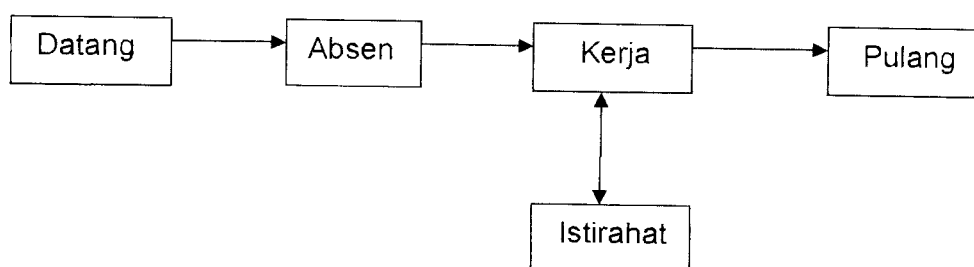 Datang
Absen
Kerja
Pulang
Istirahat